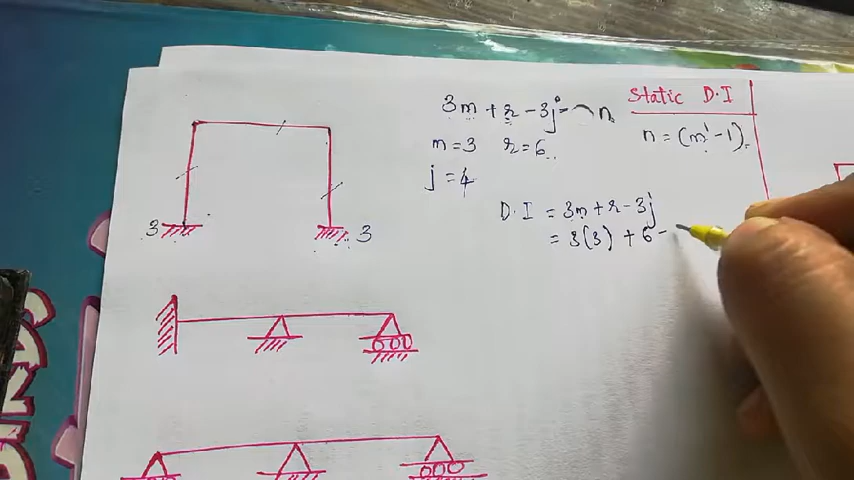 3m + r - 3j - n
Static D.I
n = (m' - 1)
m = 3 r = 6
j = 4
D.I = 3m + r - 3j
= 3(3) + 6 -
3
3